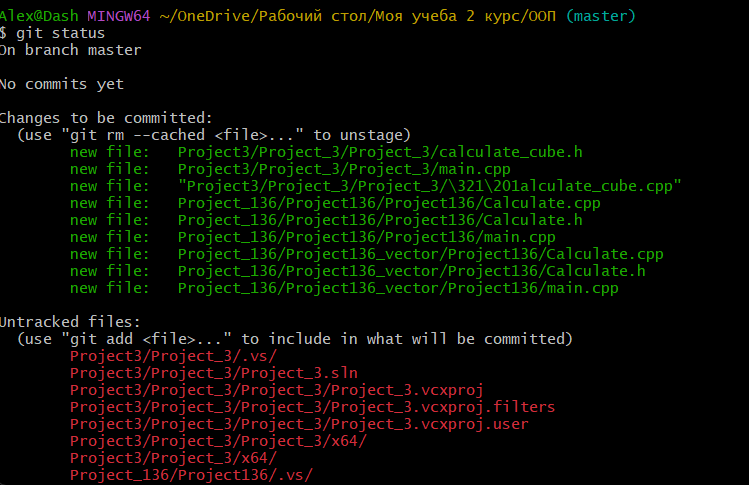 Alex@Dash MINGW64 ~/OneDrive/Рабочий стол/Моя учеба 2 курс/ООП (master)
$ git status
On branch master
No commits yet
Changes to be committed:
(use "git rm --cached <file>..." to unstage)
new file: Project3/Project_3/Project_3/calculate_cube.h
new file: Project3/Project_3/Project_3/main.cpp
new file: "Project3/Project_3/Project_3/\321\201alculate_cube.cpp"
new file: Project_136/Project136/Project136/Calculate.cpp
new file: Project_136/Project136/Project136/Calculate.h
new file: Project_136/Project136/Project136/main.cpp
new file: Project_136/Project136_vector/Project136/Calculate.cpp
new file: Project_136/Project136_vector/Project136/Calculate.h
new file: Project_136/Project136_vector/Project136/main.cpp
Untracked files:
(use "git add <file>..." to include in what will be committed)
Project3/Project_3/.vs/
Project3/Project_3/Project_3.sln
Project3/Project_3/Project_3/Project_3.vcxproj
Project3/Project_3/Project_3/Project_3.vcxproj.filters
Project3/Project_3/Project_3/Project_3.vcxproj.user
Project3/Project_3/Project_3/x64/
Project3/Project_3/x64/
Project_136/Project136/.vs/